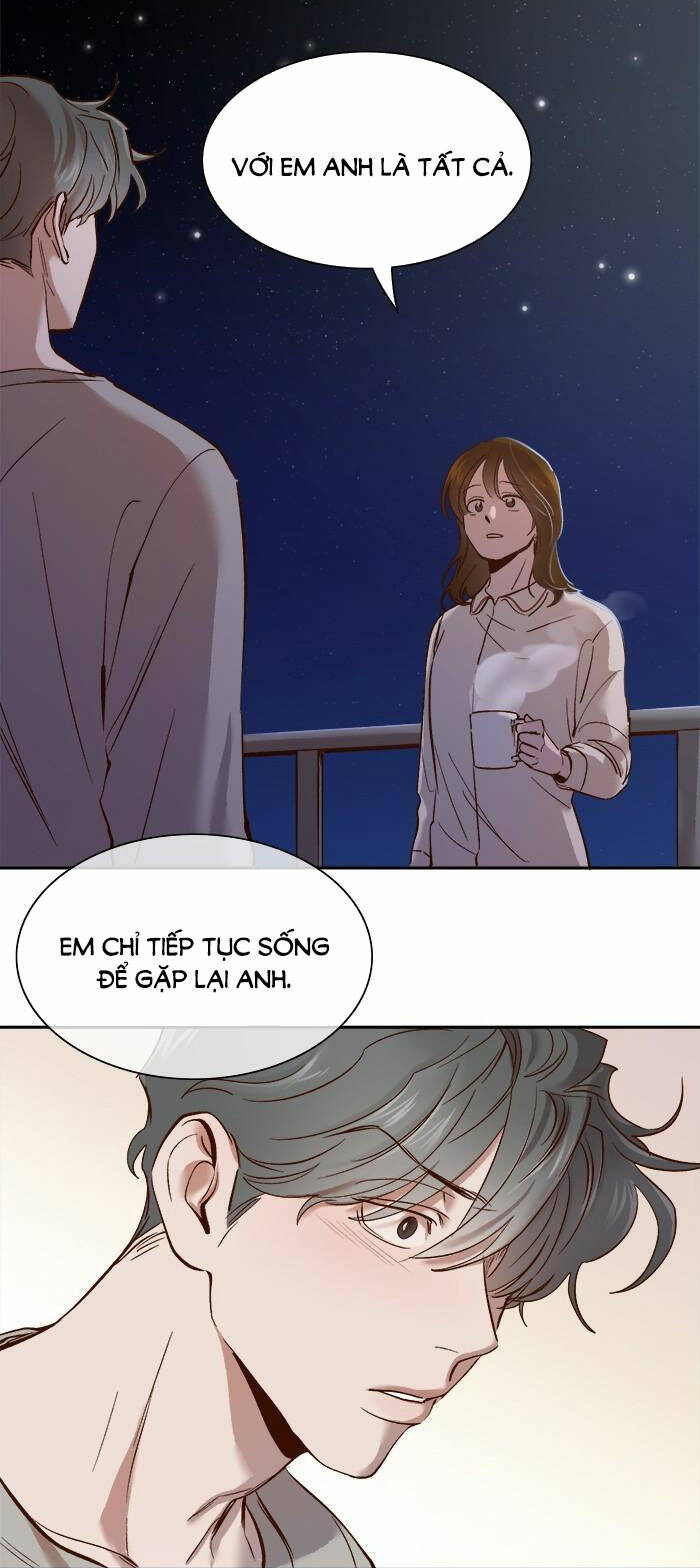 VỚI EM ANH LÀ TẤT CẢ.
EM CHỈ TIẾP TỤC SỐNG
ĐỂ GẶP LẠI ANH.